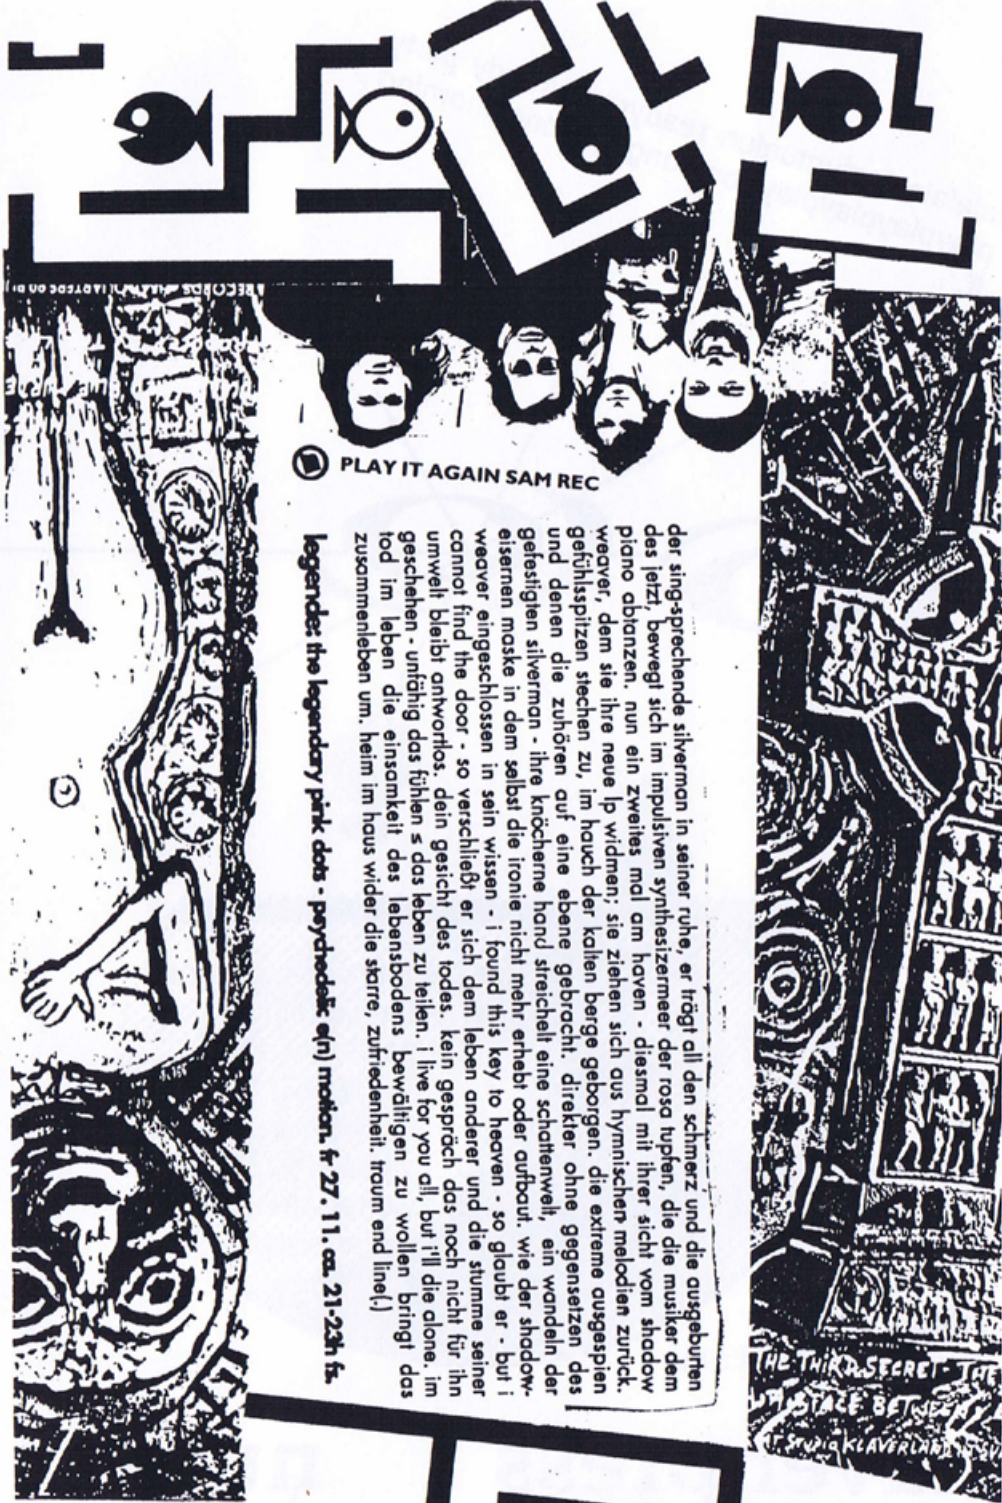 PLAY IT AGAIN SAM REC
der sing-sprechende silverman in seiner ruhe, er trägt all den schmerz und die ausgeburten
des jetzt, bewegt sich im impulsiven synthesizermeer der rosa tupfen, die die musiker dem
piano abtanzen. nun ein zweites mal am haven - diesmal mit ihrer sicht vom shadow
weaver, dem sie ihre neue lp widmen; sie ziehen sich aus hymnischen melodien zurück.
gefühlsspitzen stechen zu, im hauch der kalten berge geborgen. die extreme ausgespien
und denen die zuhören auf eine ebene gebracht. direkter ohne gegensetzen des
gefestigten silverman - ihre knöcherne hand streichelt eine schattenwelt, ein wandeln der
eisernen maske in dem selbst die ironie nicht mehr erhebt oder aufbaut. wie der shadow-
weaver eingeschlossen in sein wissen - i found this key to heaven - so glaubt er - but i
cannot find the door - so verschließt er sich dem leben anderer und die stumme seiner
umwelt bleibt antwortlos. dein gesicht des todes. kein gespräch das noch nicht für ihn
geschehen - unfähig das fühlen s das leben zu teilen. i live for you all, but i'll die alone. im
tod im leben die einsamkeit des lebensbodens bewältigen zu wollen bringt das
zusammenleben um. heim im haus wider die starre, zufriedenheit. traum end line(.)
legende: the legendary pink dots - psychedelic e(n) motion. fr 27. 11. ca. 21-23h fs.
THE THIRD SECRET THE
STAGE BETWEEN
STUPID KLAVERLAND